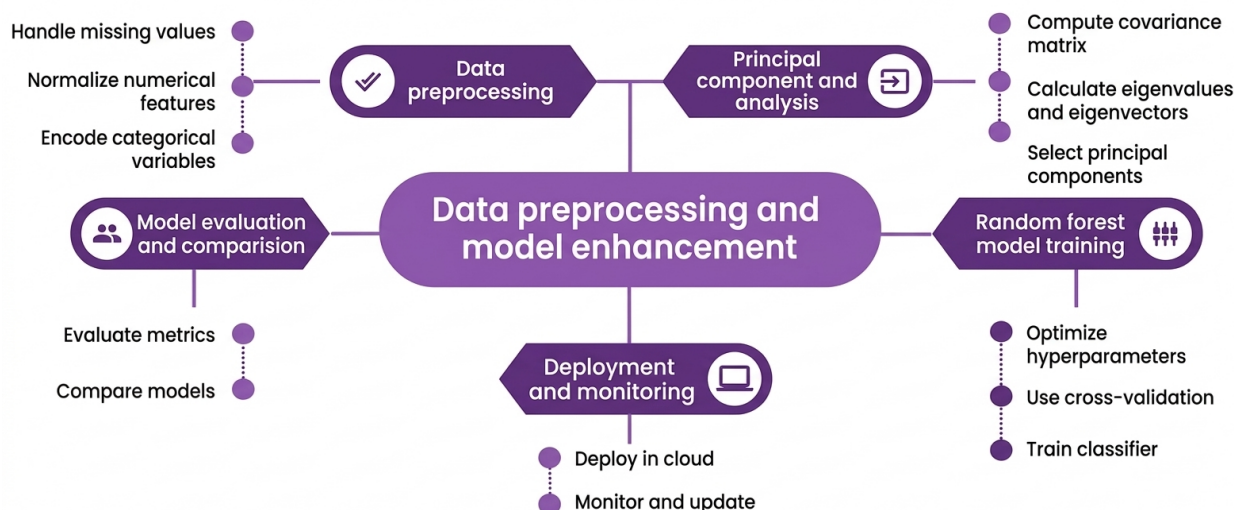 Handle missing values
Normalize numerical
features
Encode categorical
variables
Data
preprocessing
Principal
component and
analysis
Compute covariance
matrix
Calculate eigenvalues
and eigenvectors
Select principal
components
Model evaluation
and comparision
Data preprocessing and
model enhancement
Random forest
model training
Evaluate metrics
Compare models
Deployment
and monitoring
Deploy in cloud
Monitor and update
Optimize
hyperparameters
Use cross-validation
Train classifier